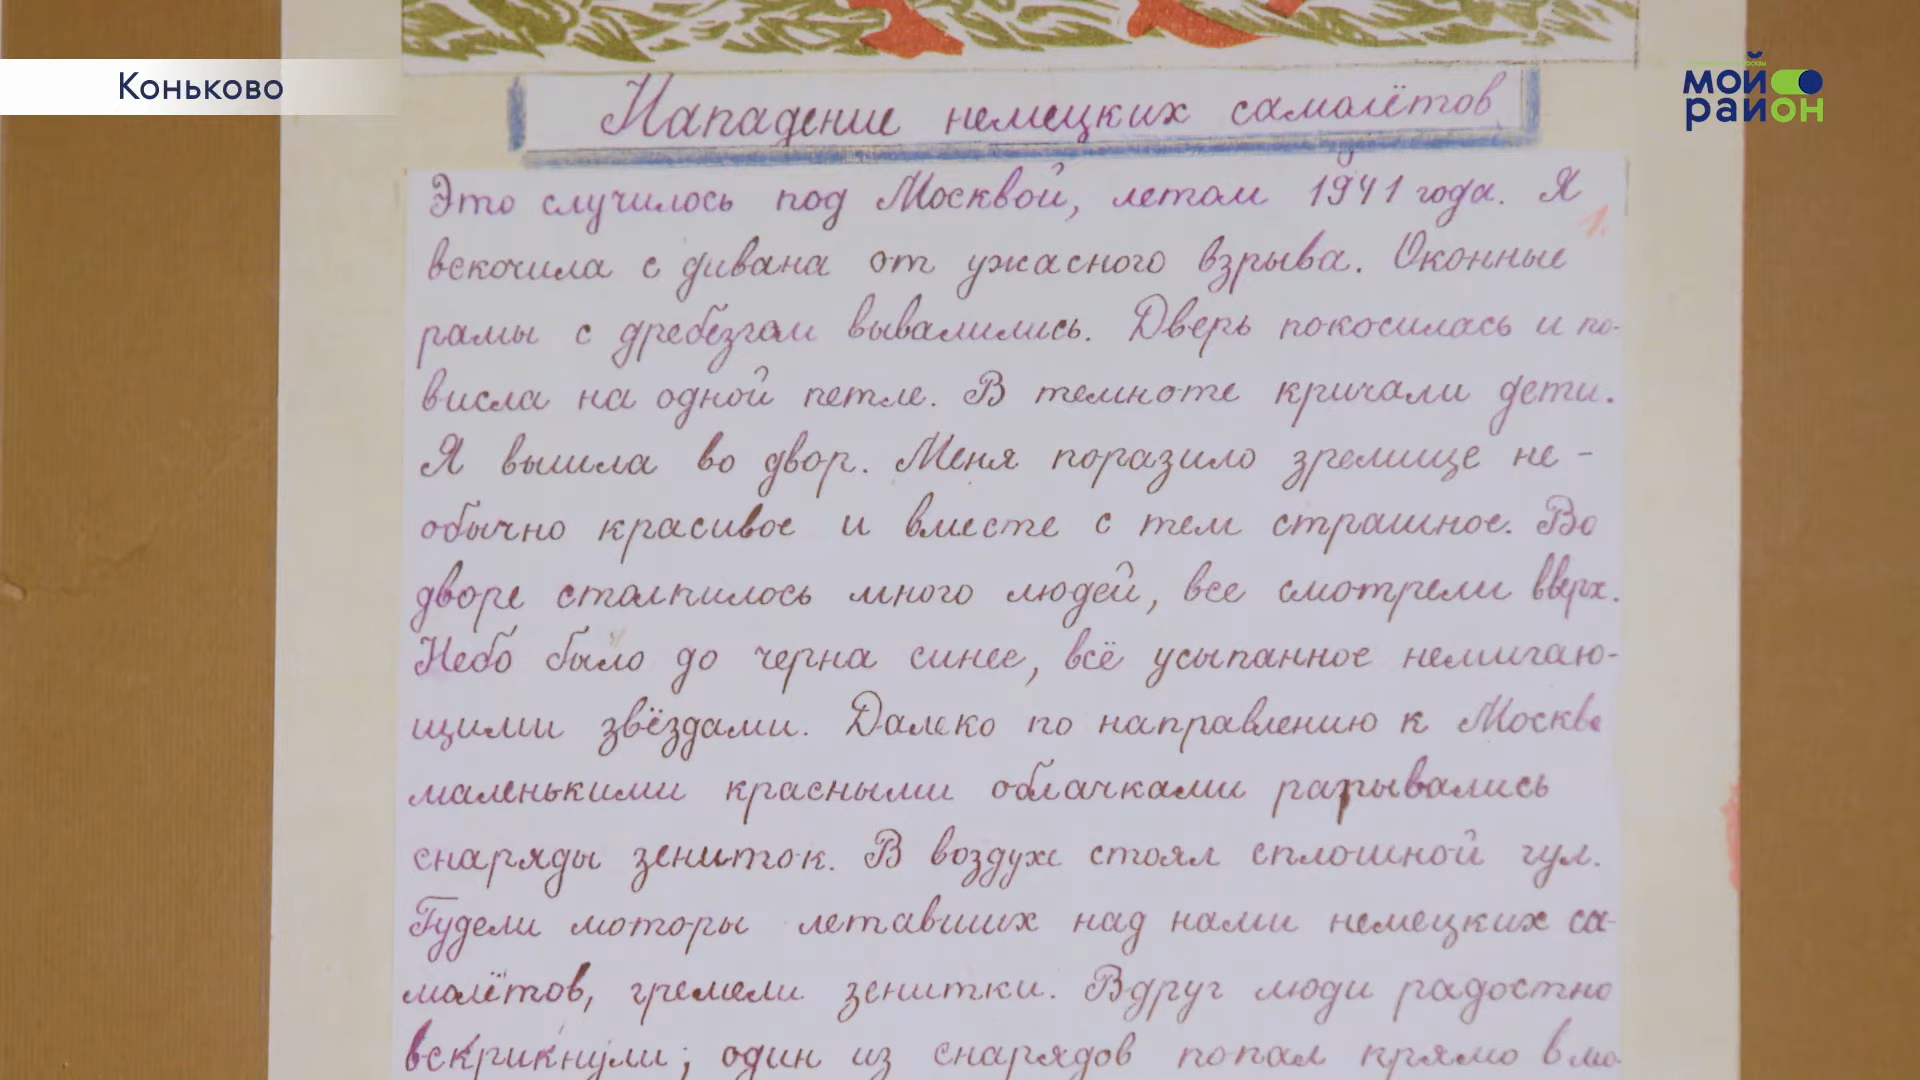 Коньково
мой
район
Нападение немецких самолётов
Это случилось под Москвой, летом 1941 года. Я
1.
вскочила с дивана от ужасного взрыва. Оконные
рамы с дребезгом вывалились. Дверь покосилась и по-
висла на одной петле. В темноте кричали дети.
Я вышла во двор. Меня поразило зрелище не-
обычно красивое и вместе с тем страшное. Во
дворе столпилось много людей, все смотрели вверх.
Небо было до черна синее, всё усыпанное немигаю-
щими звёздами. Далеко по направлению к Москве
маленькими красными облачками разрывались
снаряды зениток. В воздухе стоял сплошной гул.
Гудели моторы летавших над нами немецких са-
молётов, гремели зенитки. Вдруг люди радостно
вскрикнули; один из снарядов попал прямо в мо-